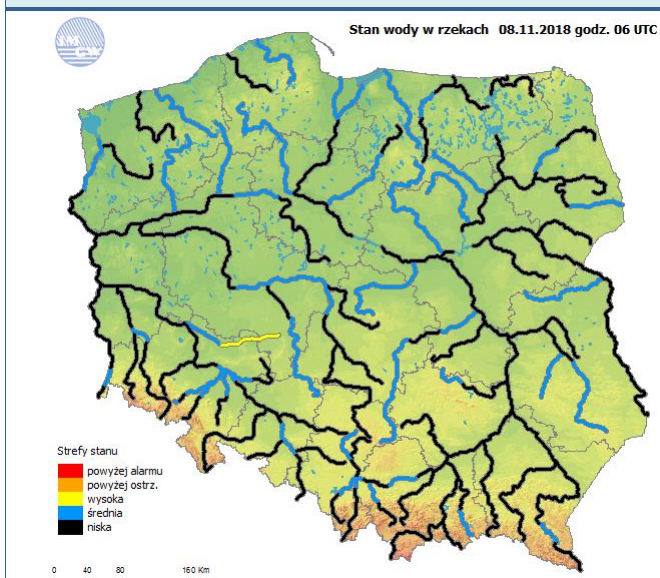 IMGW
Stan wody w rzekach 08.11.2018 godz. 06 UTC
Strefy stanu
powyżej alarmu
powyżej ostrz.
wysoka
średnia
niska
0 40 80 160 Km